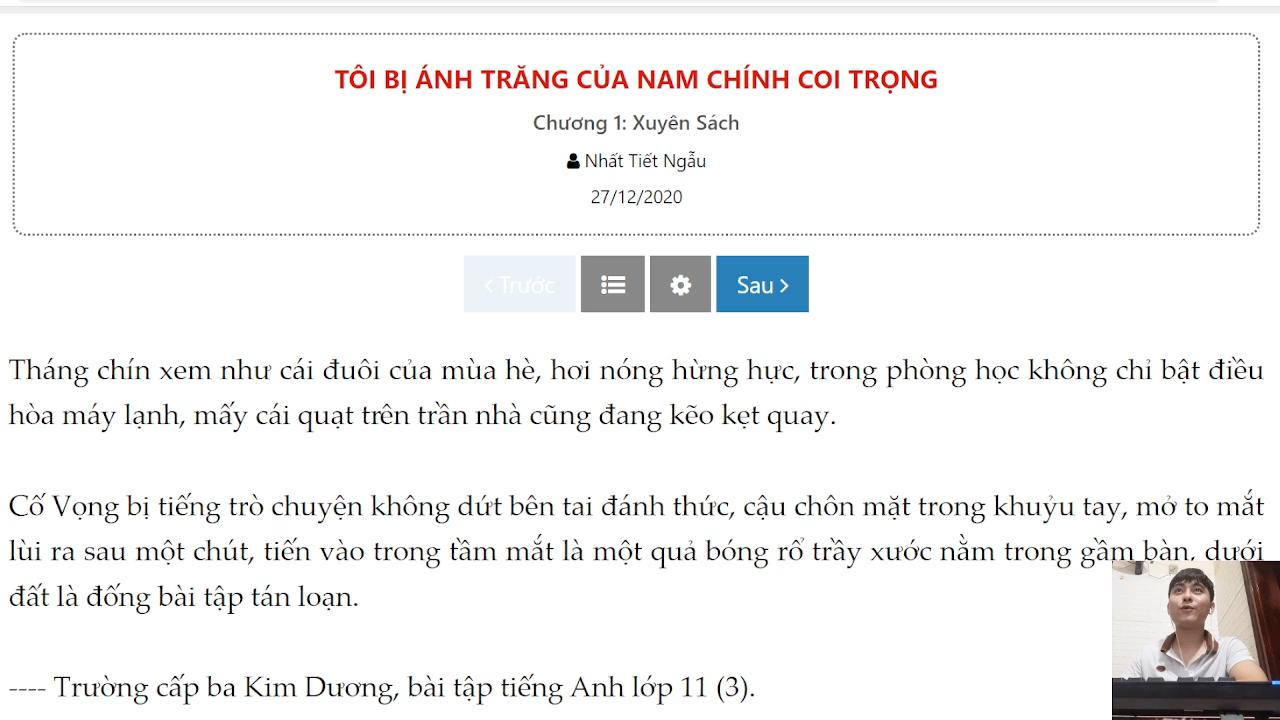 TÔI BỊ ÁNH TRĂNG CỦA NAM CHÍNH COI TRỌNG
Chương 1: Xuyên Sách
Nhất Tiết Ngẫu
27/12/2020
‹ Trước
Sau ›
Tháng chín xem như cái đuôi của mùa hè, hơi nóng hừng hực, trong phòng học không chỉ bật điều
hòa máy lạnh, mấy cái quạt trên trần nhà cũng đang kẽo kẹt quay.
Cố Vọng bị tiếng trò chuyện không dứt bên tai đánh thức, cậu chôn mặt trong khuỷu tay, mở to mắt
lùi ra sau một chút, tiến vào trong tầm mắt là một quả bóng rổ trầy xước nằm trong gầm bàn, dưới
đất là đống bài tập tán loạn.
---- Trường cấp ba Kim Dương, bài tập tiếng Anh lớp 11 (3).